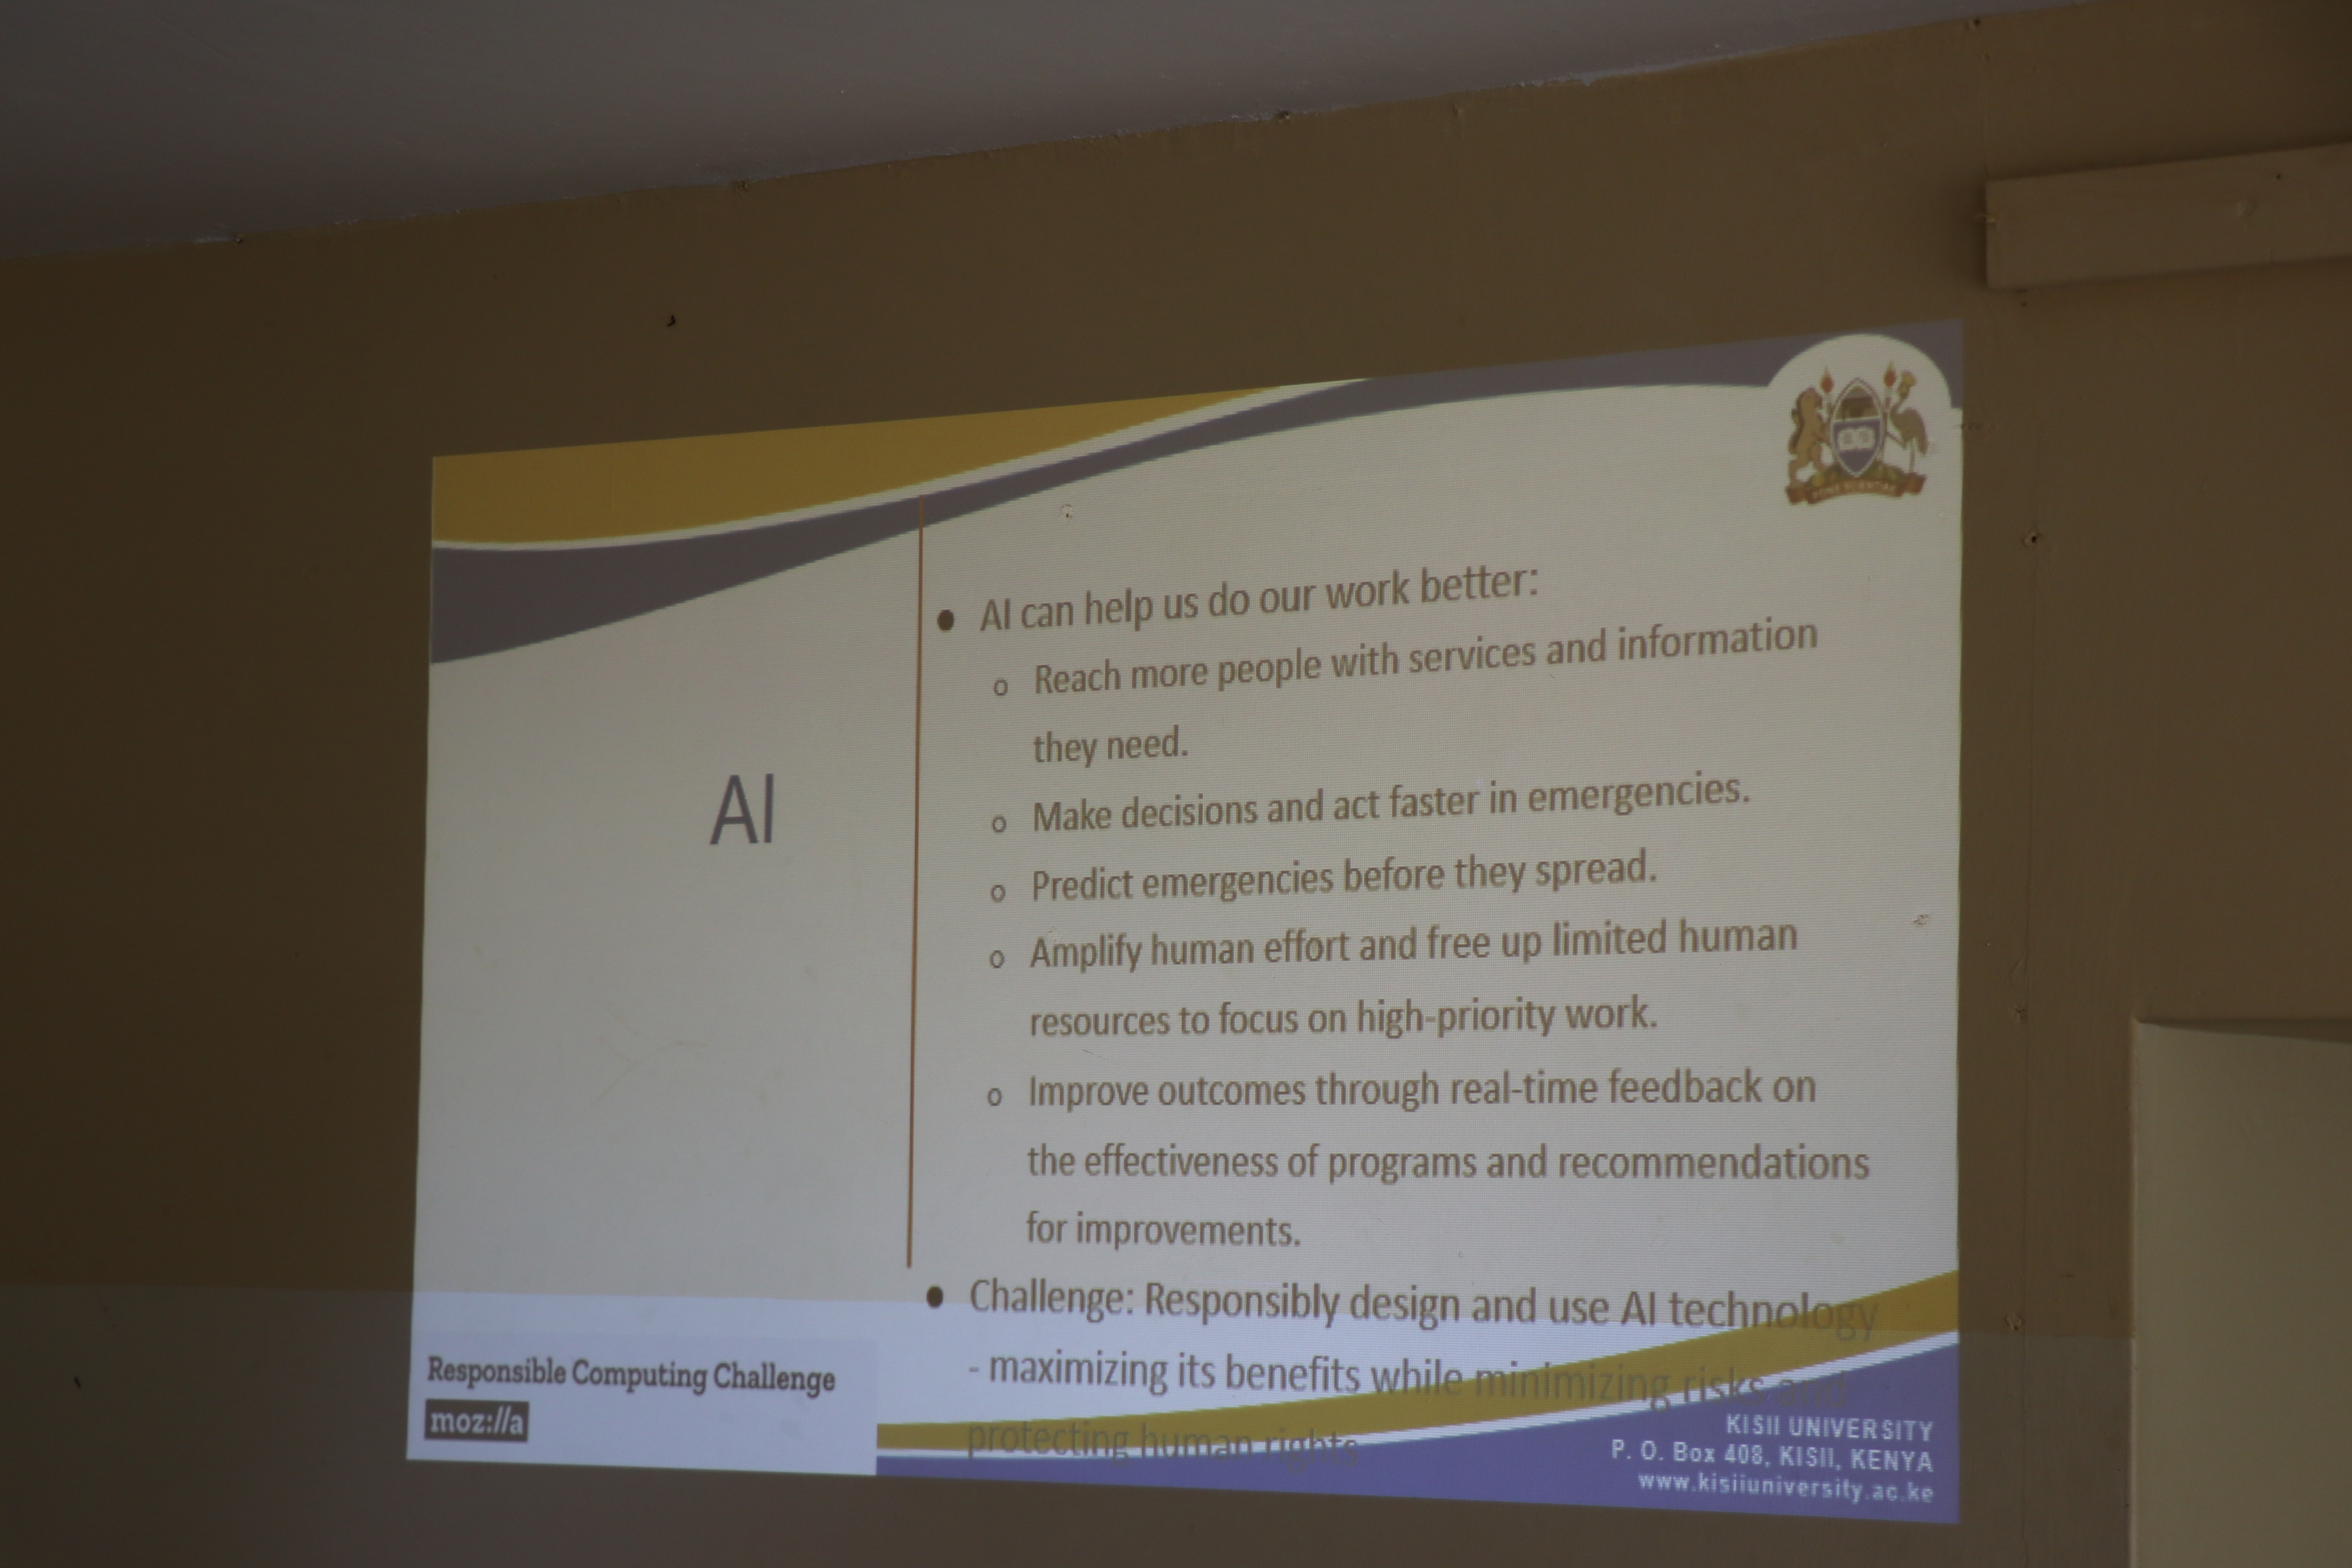 AI
• AI can help us do our work better:
o Reach more people with services and information
they need.
o Make decisions and act faster in emergencies.
o Predict emergencies before they spread.
o Amplify human effort and free up limited human
resources to focus on high-priority work.
o Improve outcomes through real-time feedback on
the effectiveness of programs and recommendations
for improvements.
• Challenge: Responsibly design and use AI technology
- maximizing its benefits while minimizing risks and
protecting human rights
Responsible Computing Challenge
moz://a
KISII UNIVERSITY
P. O. Box 408, KISII, KENYA
www.kisiiuniversity.ac.ke